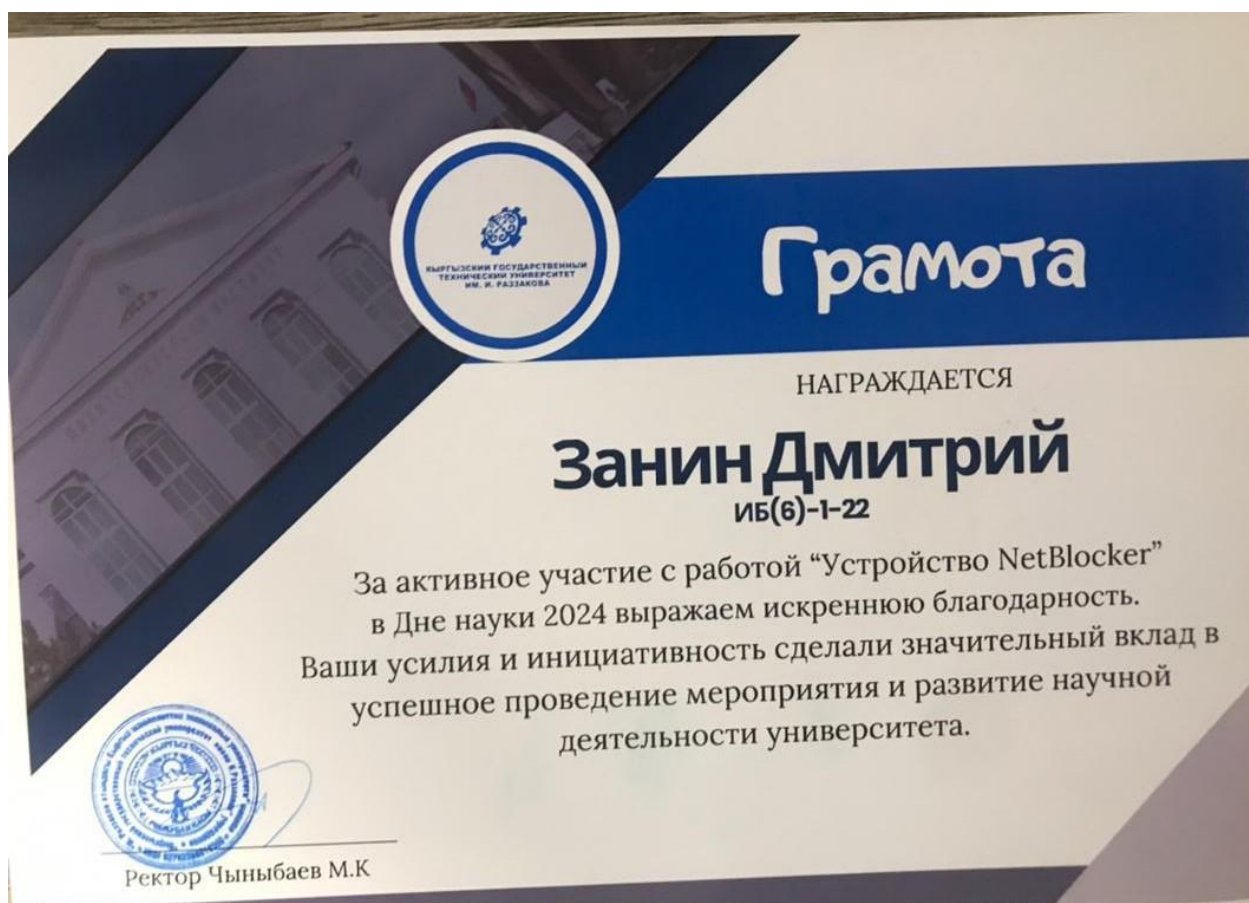 КЫРГЫЗСКИЙ ГОСУДАРСТВЕННЫЙ
ТЕХНИЧЕСКИЙ УНИВЕРСИТЕТ
ИМ. И. РАЗЗАКОВА
Грамота
НАГРАЖДАЕТСЯ
Занин Дмитрий
ИБ(б)-1-22
За активное участие с работой “Устройство NetBlocker”
в Дне науки 2024 выражаем искреннюю благодарность.
Ваши усилия и инициативность сделали значительный вклад в
успешное проведение мероприятия и развитие научной
деятельности университета.
Ректор Чыныбаев М.К